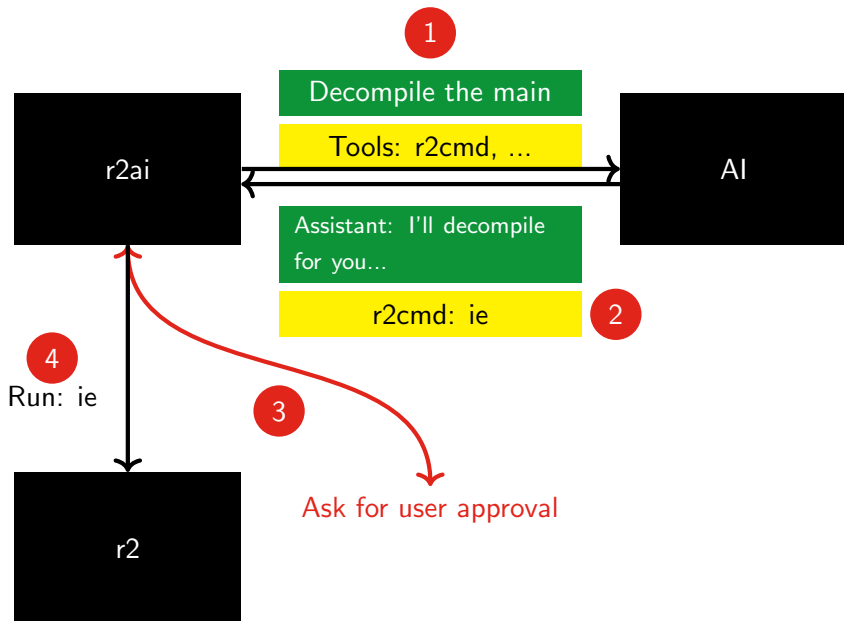 1
Decompile the main
Tools: r2cmd, ...
r2ai
AI
Assistant: I'll decompile
for you...
r2cmd: ie
2
4
Run: ie
3
Ask for user approval
r2